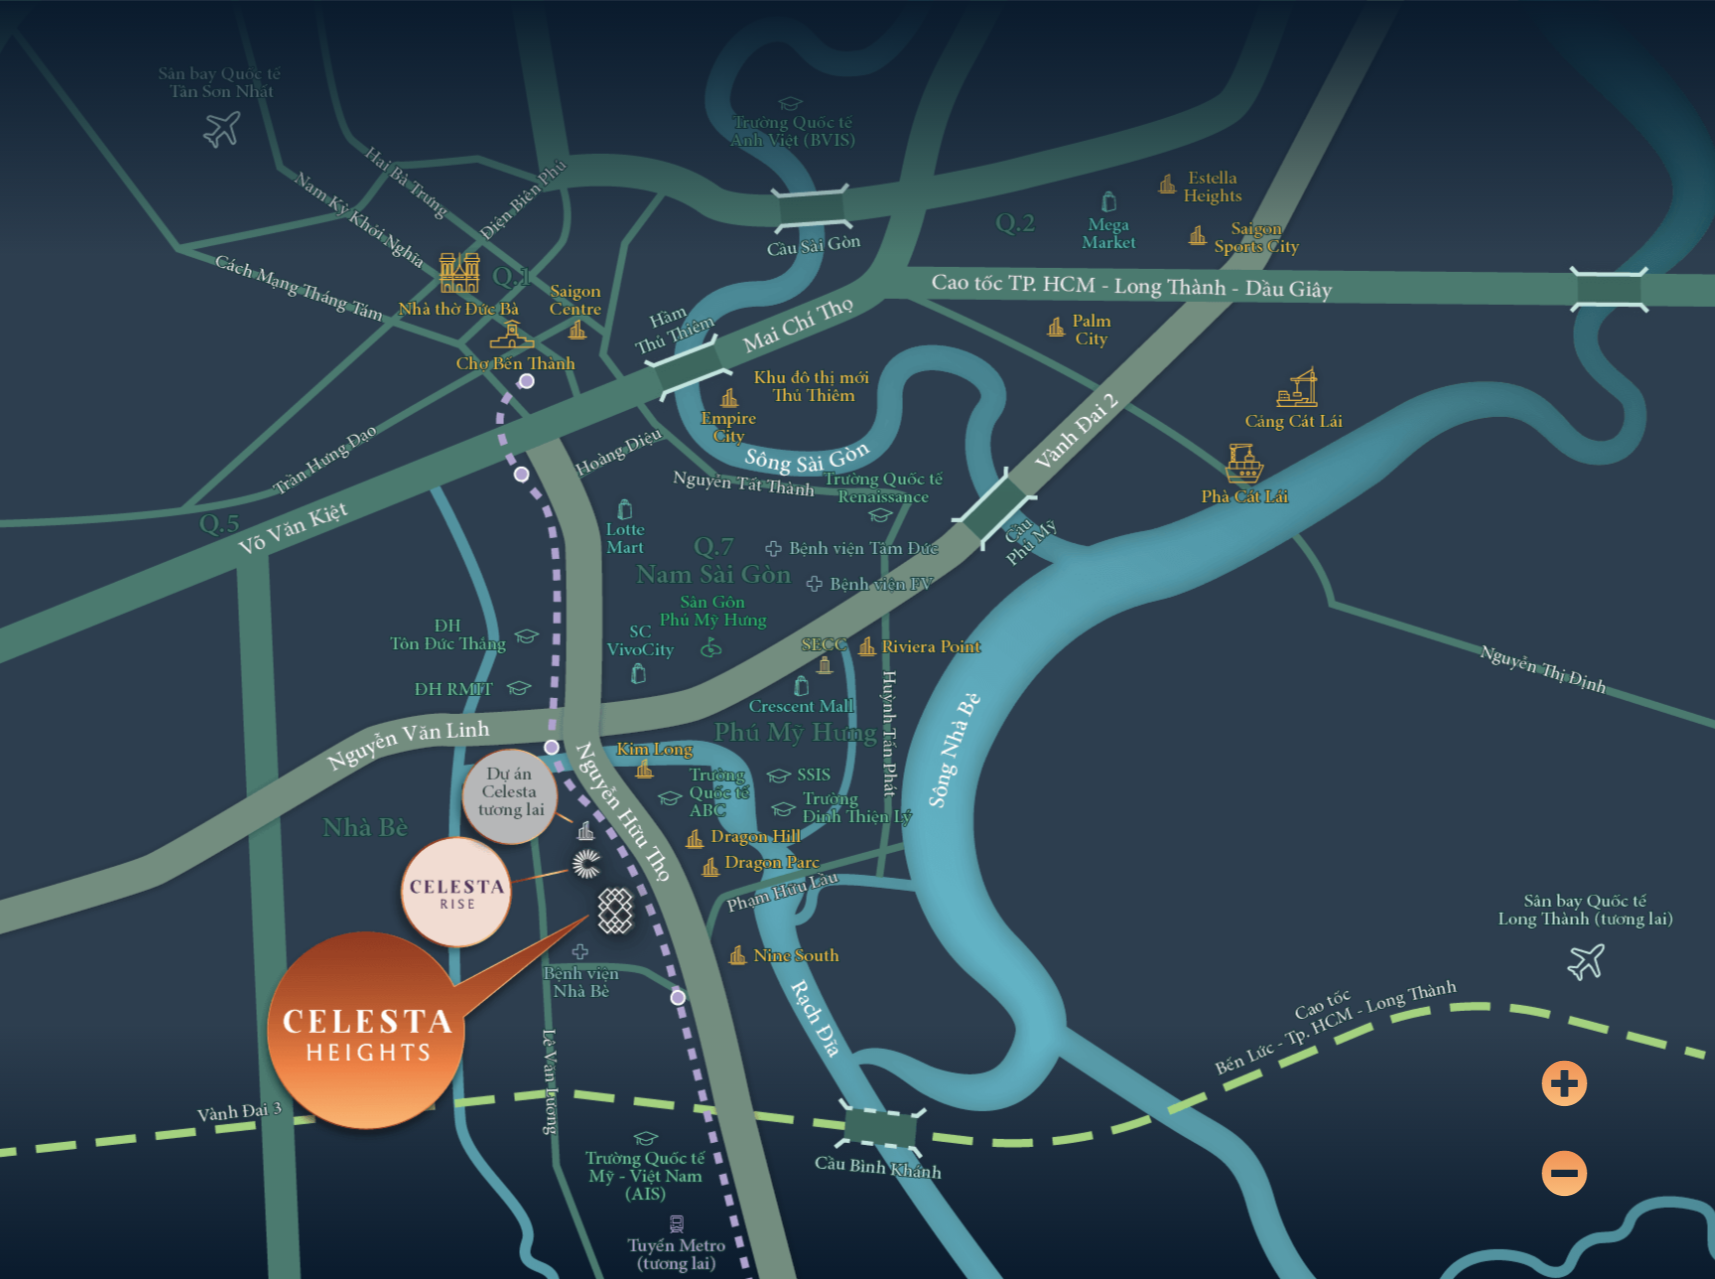 Sân bay Quốc tế
Tân Sơn Nhất
Trường Quốc tế
Anh Việt (BVIS)
Hai Bà Trưng
Nam Kỳ Khởi Nghĩa
Điện Biên Phủ
Cách Mạng Tháng Tám
Estella
Heights
Mega
Market
Saigon
Sports City
Q.2
Cầu Sài Gòn
Q.1
Nhà thờ Đức Bà
Saigon
Centre
Chợ Bến Thành
Hầm
Thủ Thiêm
Mai Chí Thọ
Cao tốc TP. HCM - Long Thành - Dầu Giây
Palm
City
Khu đô thị mới
Thủ Thiêm
Empire
City
Vành Đai 2
Cảng Cát Lái
Phà Cát Lái
Trần Hưng Đạo
Hoàng Diệu
Sông Sài Gòn
Nguyễn Tất Thành
Trường Quốc tế
Renaissance
Q.5
Võ Văn Kiệt
Lotte
Mart
Q.7
Nam Sài Gòn
Bệnh viện Tâm Đức
Bệnh viện FV
Cầu
Phú Mỹ
Sân Gôn
Phú Mỹ Hưng
ĐH
Tôn Đức Thắng
SC
VivoCity
SECC
Riviera Point
Nguyễn Thị Định
ĐH RMIT
Crescent Mall
Huỳnh Tấn Phát
Phú Mỹ Hưng
Sông Nhà Bè
Nguyễn Văn Linh
Kim Long
Nguyễn Hữu Thọ
Dự án
Celesta
tương lai
Trường
Quốc tế
ABC
SSIS
Trường
Đinh Thiện Lý
Nhà Bè
Dragon Hill
Dragon Parc
CELESTA
RISE
Phạm Hữu Lầu
Sân bay Quốc tế
Long Thành (tương lai)
Nine South
Bệnh viện
Nhà Bè
Rạch Đĩa
CELESTA
HEIGHTS
Lê Văn Lương
Cao tốc
Bến Lức - Tp. HCM - Long Thành
Vành Đai 3
Cầu Bình Khánh
Trường Quốc tế
Mỹ - Việt Nam
(AIS)
Tuyến Metro
(tương lai)